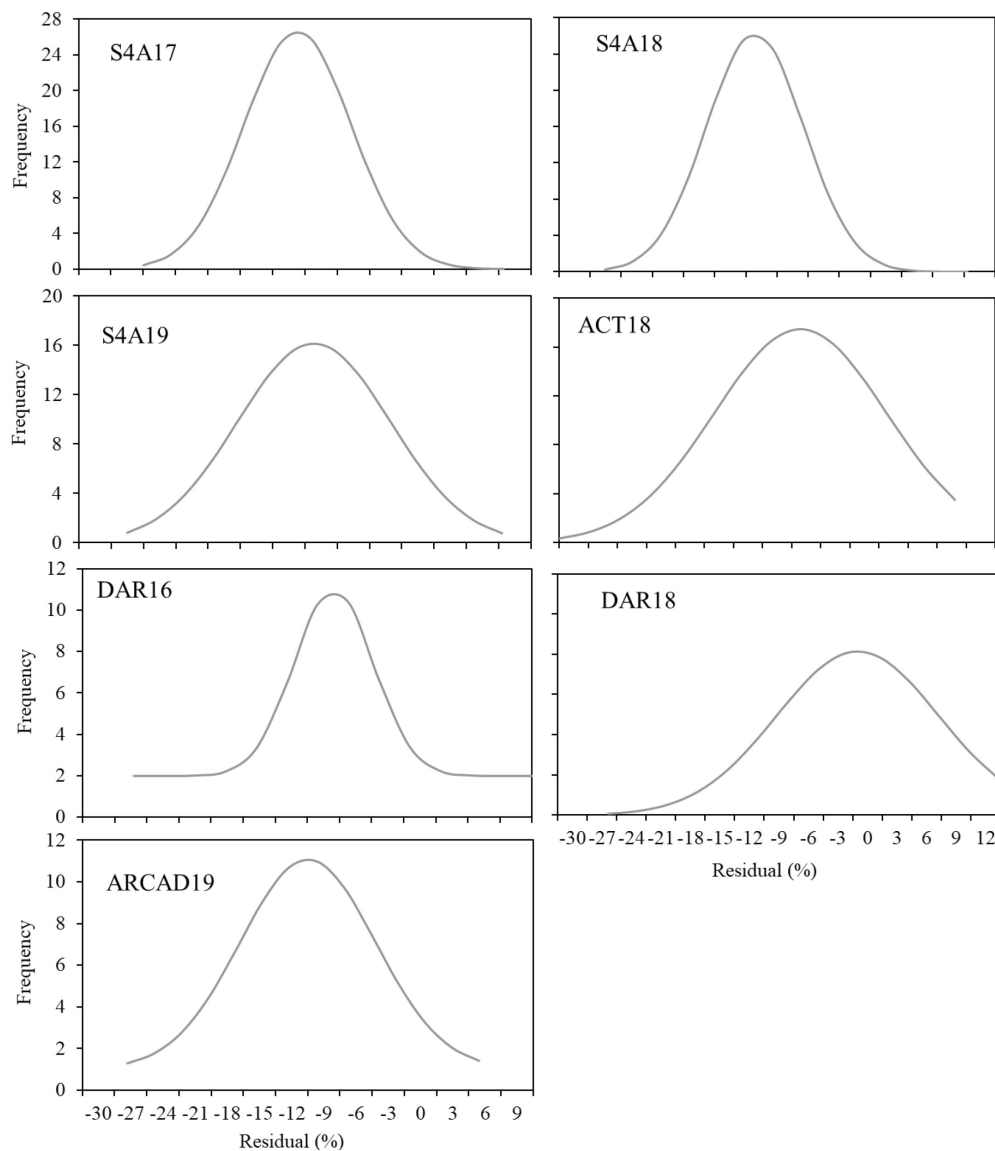 28
24
20
16
12
8
4
0
Frequency
S4A17
S4A18
20
16
12
8
4
0
Frequency
S4A19
ACT18
12
10
8
6
4
2
0
Frequency
DAR16
DAR18
-30 -27 -24 -21 -18 -15 -12 -9 -6 -3 0 3 6 9 12
Residual (%)
12
10
8
6
4
2
0
Frequency
ARCAD19
-30 -27 -24 -21 -18 -15 -12 -9 -6 -3 0 3 6 9
Residual (%)